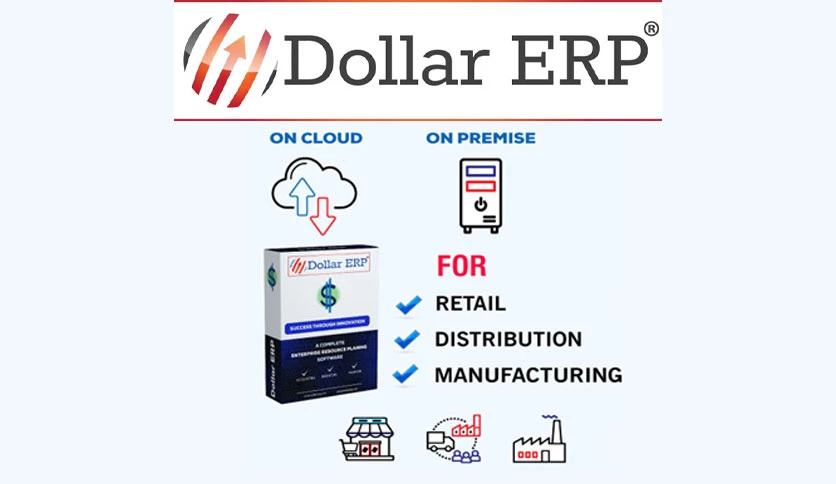 Dollar ERP®
ON CLOUD
ON PREMISE
Dollar ERP
$
SUCCESS THROUGH INNOVATION
A COMPLETE
ENTERPRISE RESOURCE PLANING
SOFTWARE
Dollar ERP
FOR
RETAIL
DISTRIBUTION
MANUFACTURING